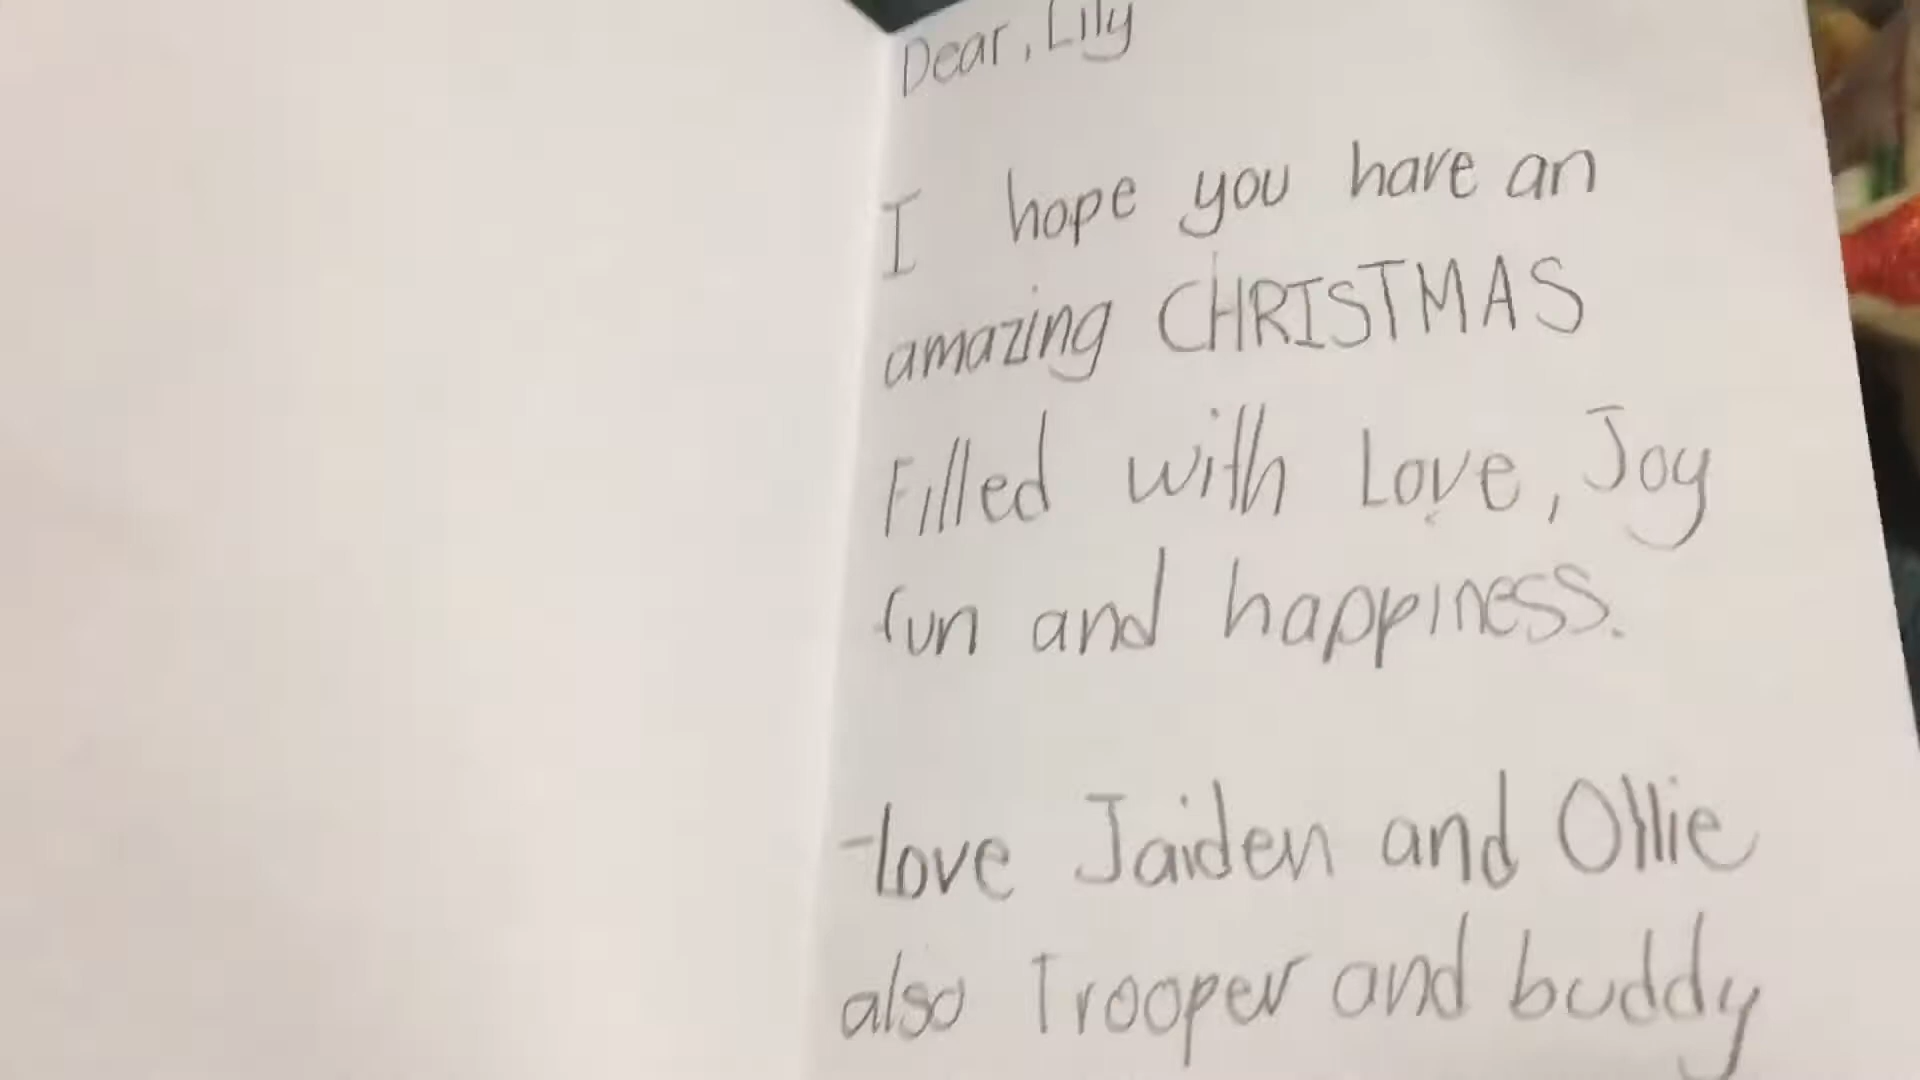 Dear, Lily
I hope you have an
amazing CHRISTMAS
Filled with Love, Joy
fun and happiness.
-love Jaiden and Ollie
also Trooper and buddy